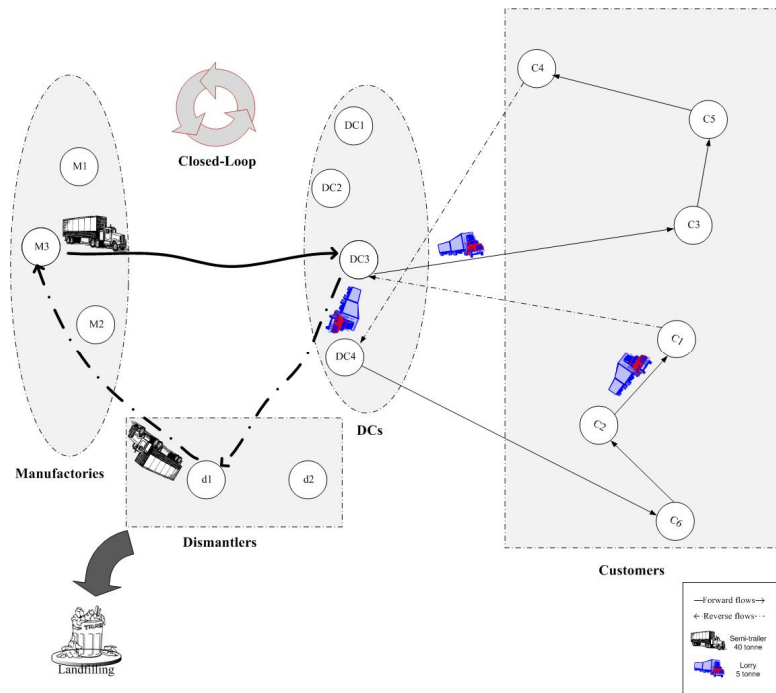 C4
C5
C3
C1
C2
C6
Customers
DC1
DC2
DC3
DC4
DCs
Closed-Loop
M1
M3
M2
Manufactories
d1
d2
Dismantlers
TRASH
Landfilling
Forward flows
Reverse flows
Semi-trailer
40 tonne
Lorry
5 tonne